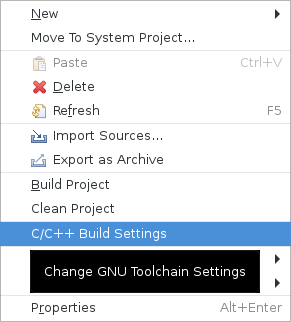 New
Move To System Project...
Paste Ctrl+V
Delete
Refresh F5
Import Sources...
Export as Archive
Build Project
Clean Project
C/C++ Build Settings
Change GNU Toolchain Settings
Properties Alt+Enter